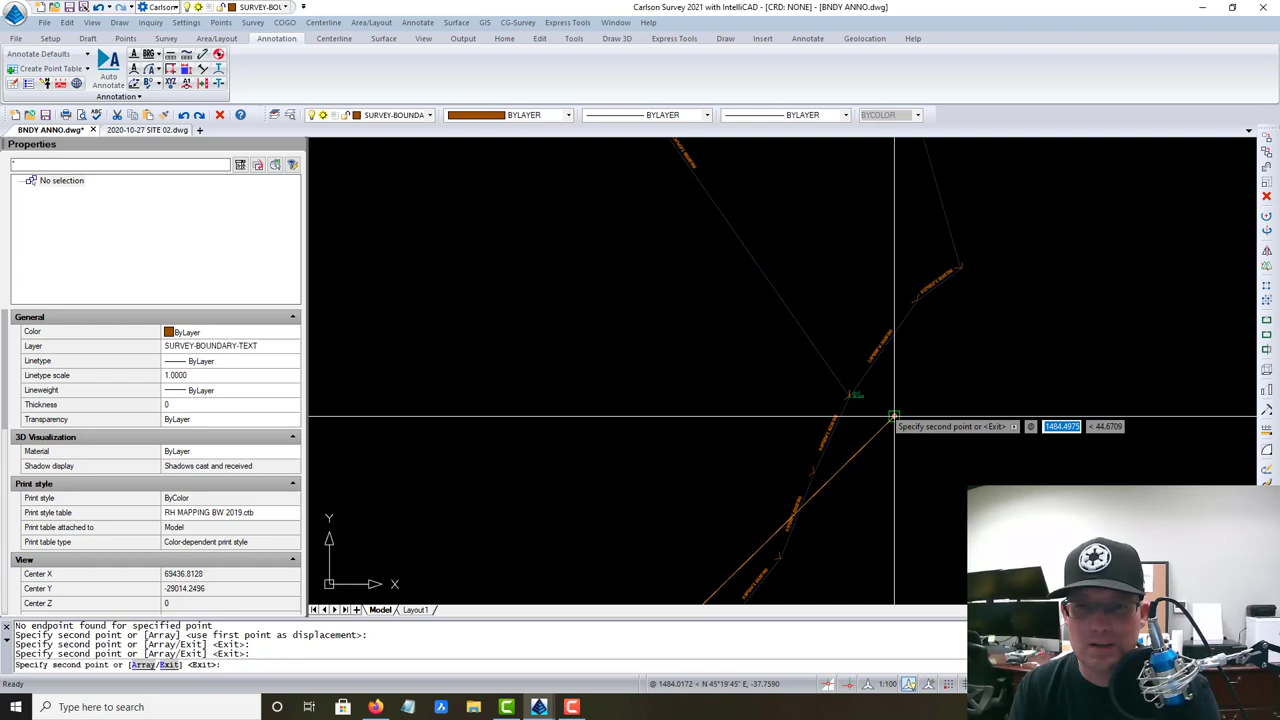 Carlson
SURVEY-BOU
Carlson Survey 2021 with IntelliCAD - [CRD: NONE] - [BNDY ANNO.dwg]
File Edit View Draw Inquiry Settings Points Survey COGO Centerline Area/Layout Annotate Surface GIS CG-Survey Express Tools Window Help
File Setup Draw Points Survey Area/Layout Annotation Centerline Surface View Output Home Edit Tools Draw 3D Express Tools View Draw Insert Annotate Geolocation Help
Annotate Defaults
Create Point Table
BRG
Auto
Annotate
XYZ
Annotation
SURVEY-BOUNDA
BYLAYER
BYLAYER
BYLAYER
BYCOLOR
BNDY ANNO.dwg*
2020-10-27 SITE 02.dwg
Properties
*
No selection
General
Color ByLayer
Layer SURVEY-BOUNDARY-TEXT
Linetype ByLayer
Linetype scale 1.0000
Lineweight ByLayer
Thickness 0
Transparency ByLayer
3D Visualization
Material ByLayer
Shadow display Shadows cast and received
Print style
Print style ByColor
Print style table RH MAPPING BW 2019.ctb
Print table attached to Model
Print table type Color-dependent print style
View
Center X 69436.8128
Center Y -29014.2496
Center Z 0
Specify second point or <Exit> @ 1484.4975 < 44.6709
Y
X
Model Layout1
No endpoint found for specified point
Specify second point or [Array] <use first point as displacement>:
Specify second point or [Array/Exit] <Exit>:
Specify second point or [Array/Exit] <Exit>:
Specify second point or [Array/Exit] <Exit>:
Ready
@ 1484.0172 < N 45°19'45" E, -37.7590
1:100
Type here to search